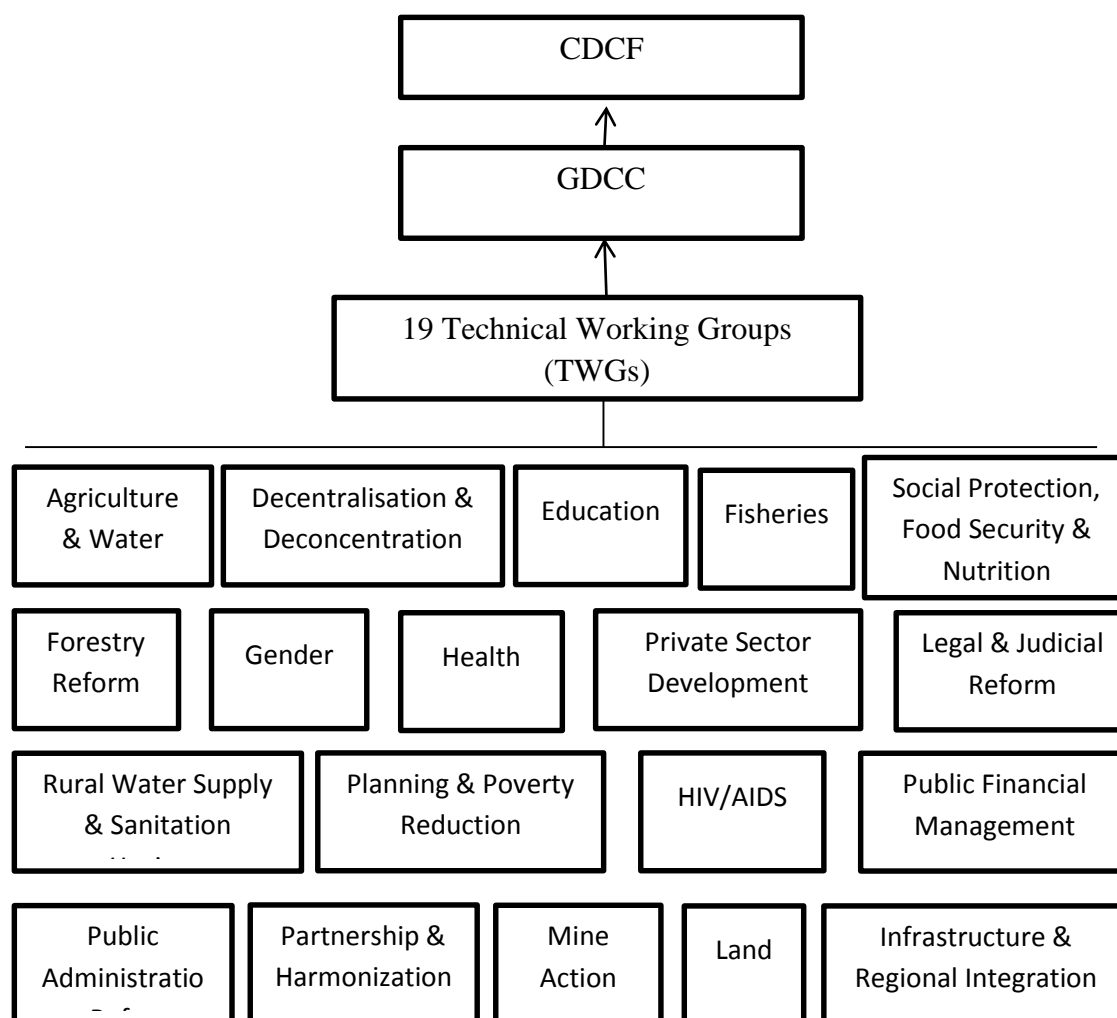 CDCF
GDCC
19 Technical Working Groups
(TWGs)
Agriculture
& Water
Decentralisation &
Deconcentration
Education
Fisheries
Social Protection,
Food Security &
Nutrition
Forestry
Reform
Gender
Health
Private Sector
Development
Legal & Judicial
Reform
Rural Water Supply
& Sanitation
Planning & Poverty
Reduction
HIV/AIDS
Public Financial
Management
Public
Administratio
Partnership &
Harmonization
Mine
Action
Land
Infrastructure &
Regional Integration